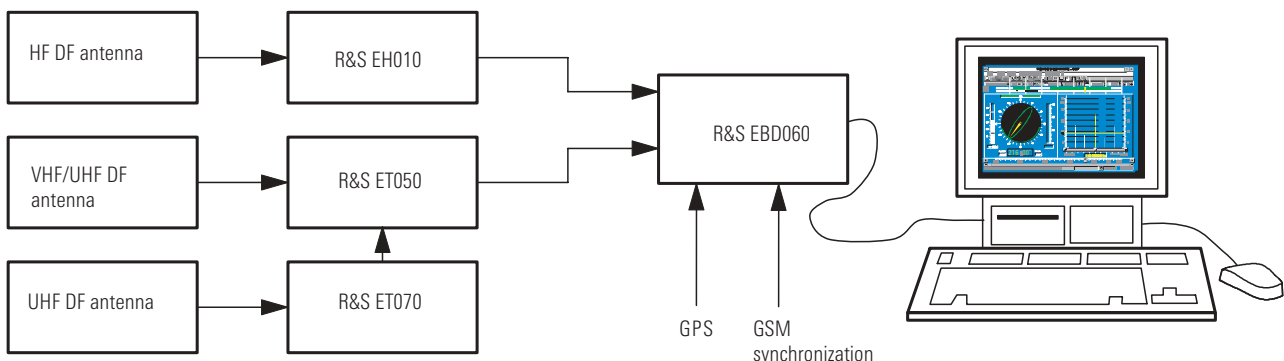 HF DF antenna
R&S EH010
R&S EBD060
VHF/UHF DF
antenna
R&S ET050
UHF DF antenna
R&S ET070
GPS
GSM
synchronization